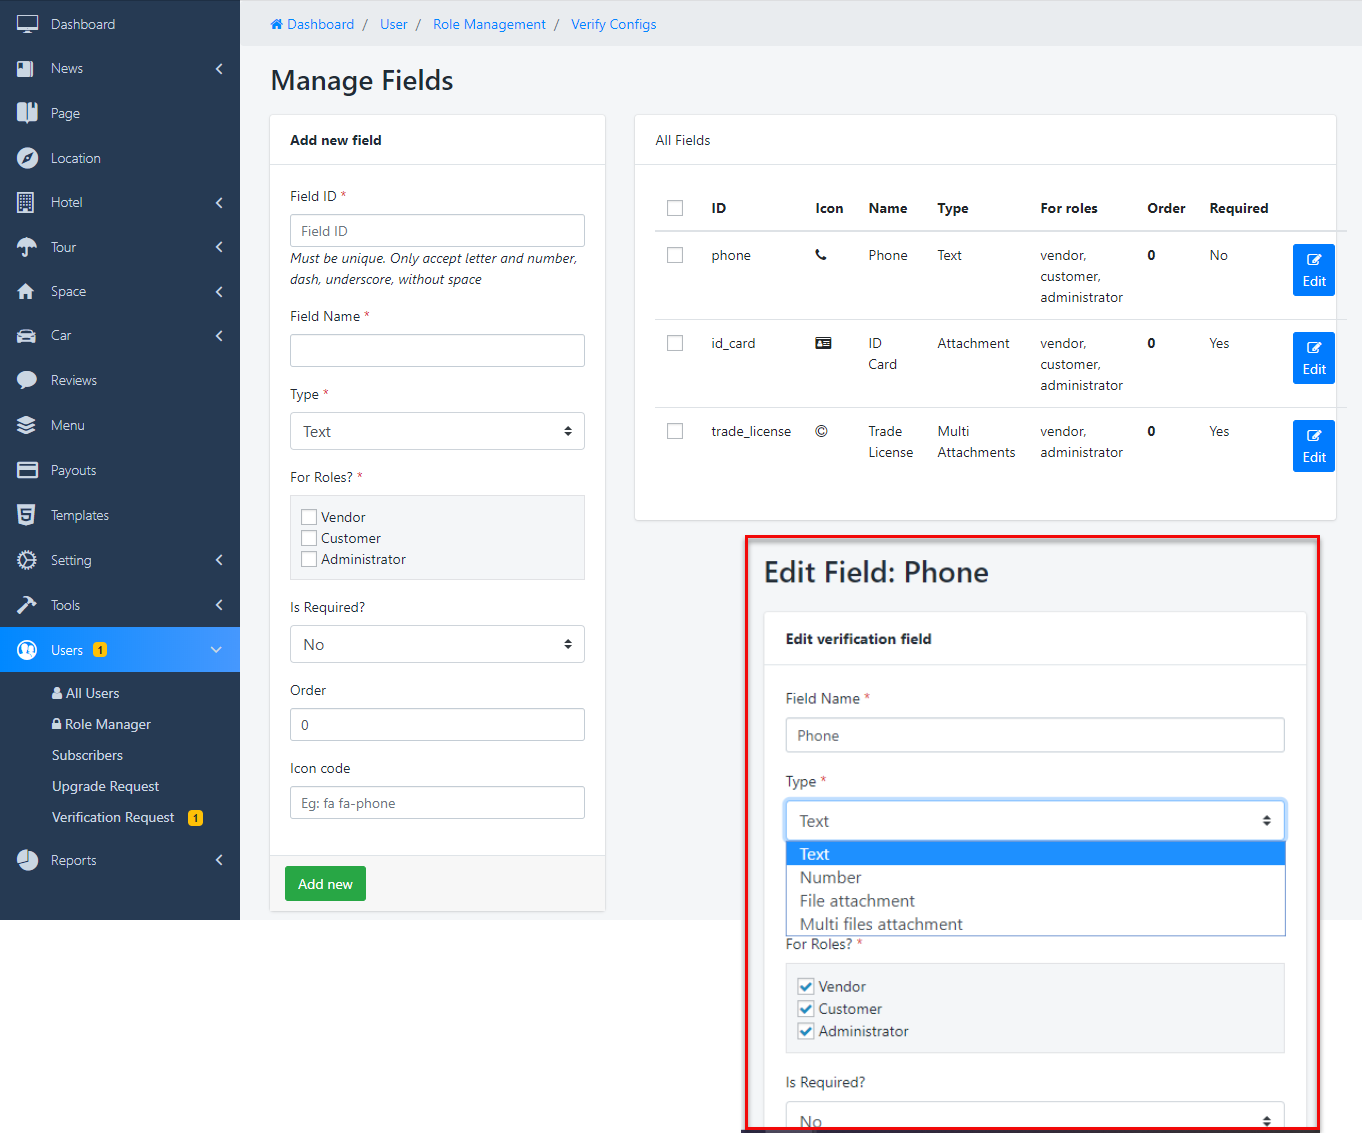 Dashboard
News
Page
Location
Hotel
Tour
Space
Car
Reviews
Menu
Payouts
Templates
Setting
Tools
Users 1
All Users
Role Manager
Subscribers
Upgrade Request
Verification Request 1
Reports
Dashboard / User / Role Management / Verify Configs
Manage Fields
Add new field
Field ID *
Field ID
Must be unique. Only accept letter and number,
dash, underscore, without space
Field Name *
Type *
Text
For Roles? *
Vendor
Customer
Administrator
Is Required?
No
Order
0
Icon code
Eg: fa fa-phone
Add new
All Fields
ID Icon Name Type For roles Order Required
phone Phone Text vendor, 0 No
customer,
administrator
Edit
id_card ID Attachment vendor, 0 Yes
Card customer,
administrator
Edit
trade_license Trade Multi vendor, 0 Yes
License Attachments administrator
Edit
Edit Field: Phone
Edit verification field
Field Name *
Phone
Type *
Text
Text
Number
File attachment
Multi files attachment
For Roles? *
Vendor
Customer
Administrator
Is Required?
No